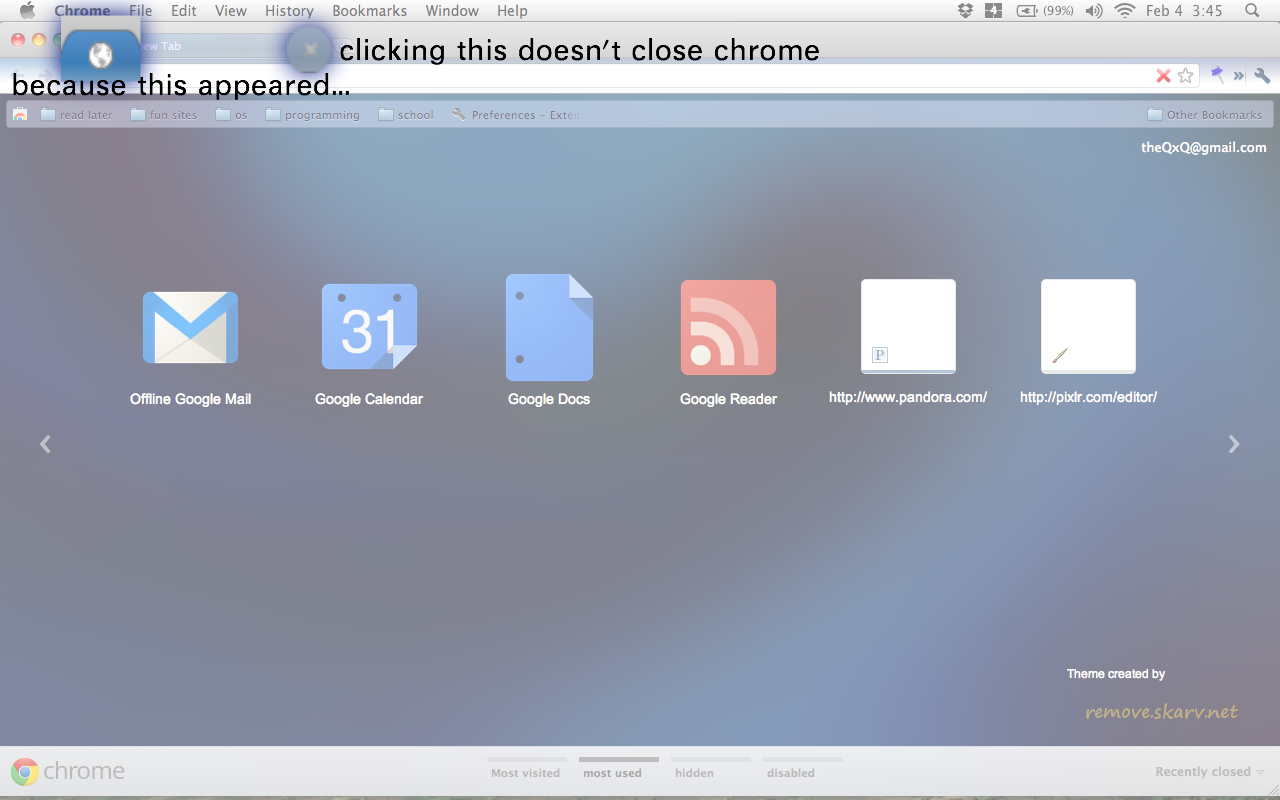 Chrome File Edit View History Bookmarks Window Help (99%) Feb 4 3:45
New Tab
clicking this doesn't close chrome
because this appeared...
read later fun sites os programming school Preferences – Exten Other Bookmarks
theQxQ@gmail.com
31
Offline Google Mail Google Calendar Google Docs Google Reader http://www.pandora.com/ http://pixlr.com/editor/
P
Theme created by
remove.skarv.net
chrome Most visited most used hidden disabled Recently closed